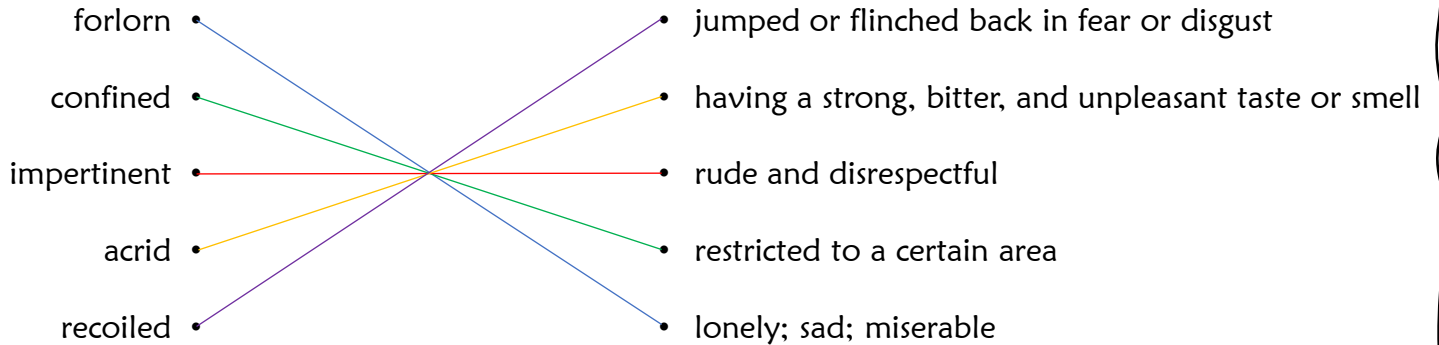 forlorn jumped or flinched back in fear or disgust
confined having a strong, bitter, and unpleasant taste or smell
impertinent rude and disrespectful
acrid restricted to a certain area
recoiled lonely; sad; miserable